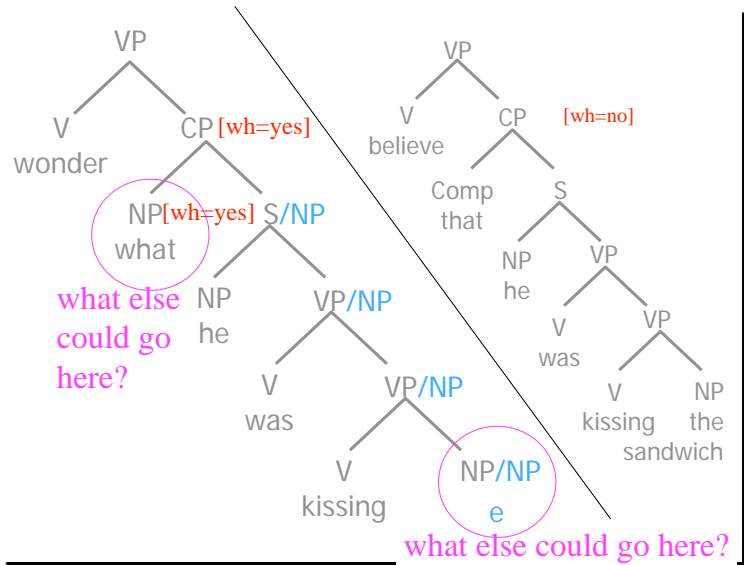 VP
V
wonder
CP [wh=yes]
NP[wh=yes] S/NP
what
what else
could go
here?
NP
he
VP/NP
V
was
VP/NP
V
kissing
NP/NP
e
what else could go here?
VP
V
believe
CP
[wh=no]
Comp
that
S
NP
he
VP
V
was
VP
V
kissing
NP
the
sandwich